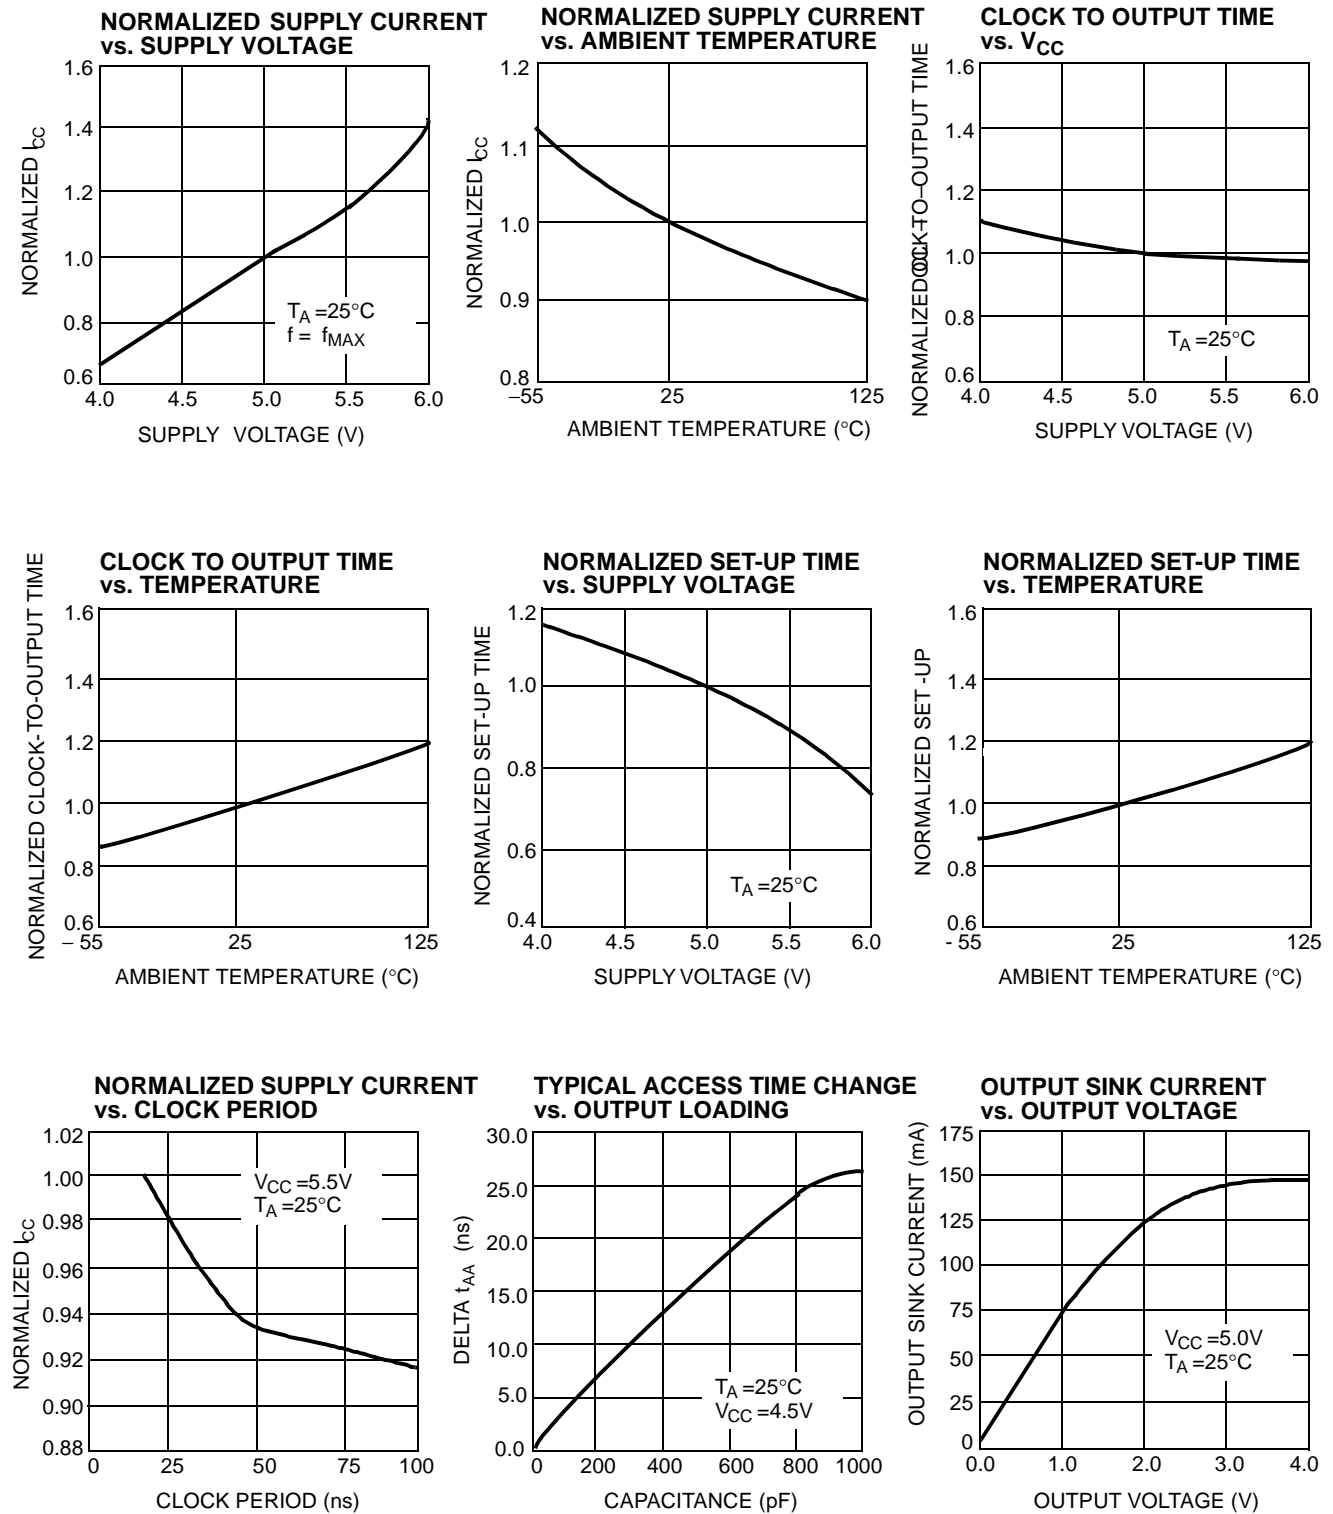 NORMALIZED SUPPLY CURRENT
vs. SUPPLY VOLTAGE
1.6
1.4
1.2
1.0
0.8
0.6
NORMALIZED ICC
TA =25°C
f = fMAX
4.0 4.5 5.0 5.5 6.0
SUPPLY VOLTAGE (V)
NORMALIZED SUPPLY CURRENT
vs. AMBIENT TEMPERATURE
1.2
1.1
1.0
0.9
0.8
NORMALIZED ICC
–55 25 125
AMBIENT TEMPERATURE (°C)
CLOCK TO OUTPUT TIME
vs. VCC
1.6
1.4
1.2
1.0
0.8
0.6
TO–OUTPUT TIME
NORMALIZED
TA =25°C
4.0 4.5 5.0 5.5 6.0
SUPPLY VOLTAGE (V)
CLOCK TO OUTPUT TIME
vs. TEMPERATURE
1.6
1.4
1.2
1.0
0.8
0.6
NORMALIZED CLOCK-TO-OUTPUT TIME
– 55 25 125
AMBIENT TEMPERATURE (°C)
NORMALIZED SET-UP TIME
vs. SUPPLY VOLTAGE
1.2
1.0
0.8
0.6
0.4
NORMALIZED SET-UP TIME
TA =25°C
4.0 4.5 5.0 5.5 6.0
SUPPLY VOLTAGE (V)
NORMALIZED SET-UP TIME
vs. TEMPERATURE
1.6
1.4
1.2
1.0
0.8
0.6
NORMALIZED SET -UP
- 55 25 125
AMBIENT TEMPERATURE (°C)
NORMALIZED SUPPLY CURRENT
vs. CLOCK PERIOD
1.02
1.00
0.98
0.96
0.94
0.92
0.90
0.88
NORMALIZED ICC
VCC =5.5V
TA =25°C
0 25 50 75 100
CLOCK PERIOD (ns)
TYPICAL ACCESS TIME CHANGE
vs. OUTPUT LOADING
30.0
25.0
20.0
15.0
10.0
5.0
0.0
DELTA tAA (ns)
TA =25°C
VCC =4.5V
0 200 400 600 800 1000
CAPACITANCE (pF)
OUTPUT SINK CURRENT
vs. OUTPUT VOLTAGE
175
150
125
100
75
50
25
0
OUTPUT SINK CURRENT (mA)
VCC =5.0V
TA =25°C
0.0 1.0 2.0 3.0 4.0
OUTPUT VOLTAGE (V)